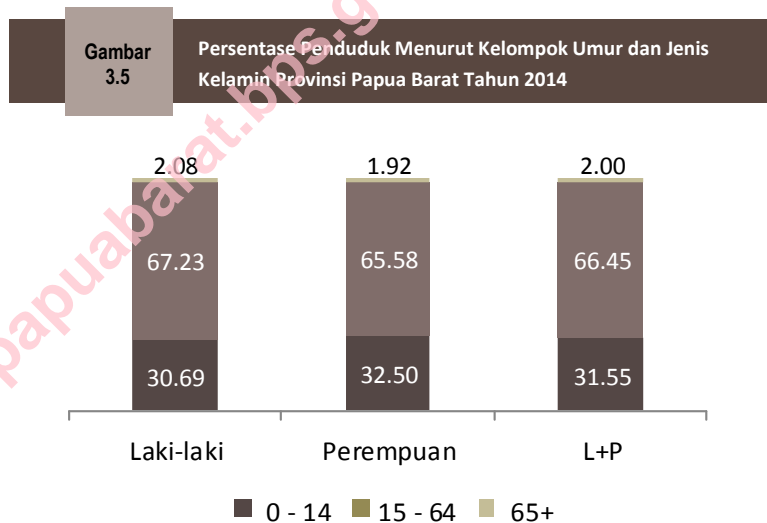 Gambar
3.5
Persentase Penduduk Menurut Kelompok Umur dan Jenis
Kelamin Provinsi Papua Barat Tahun 2014
2.08 1.92 2.00
67.23 65.58 66.45
30.69 32.50 31.55
Laki-laki Perempuan L+P
0 - 14 15 - 64 65+
papuabarat.bps.g